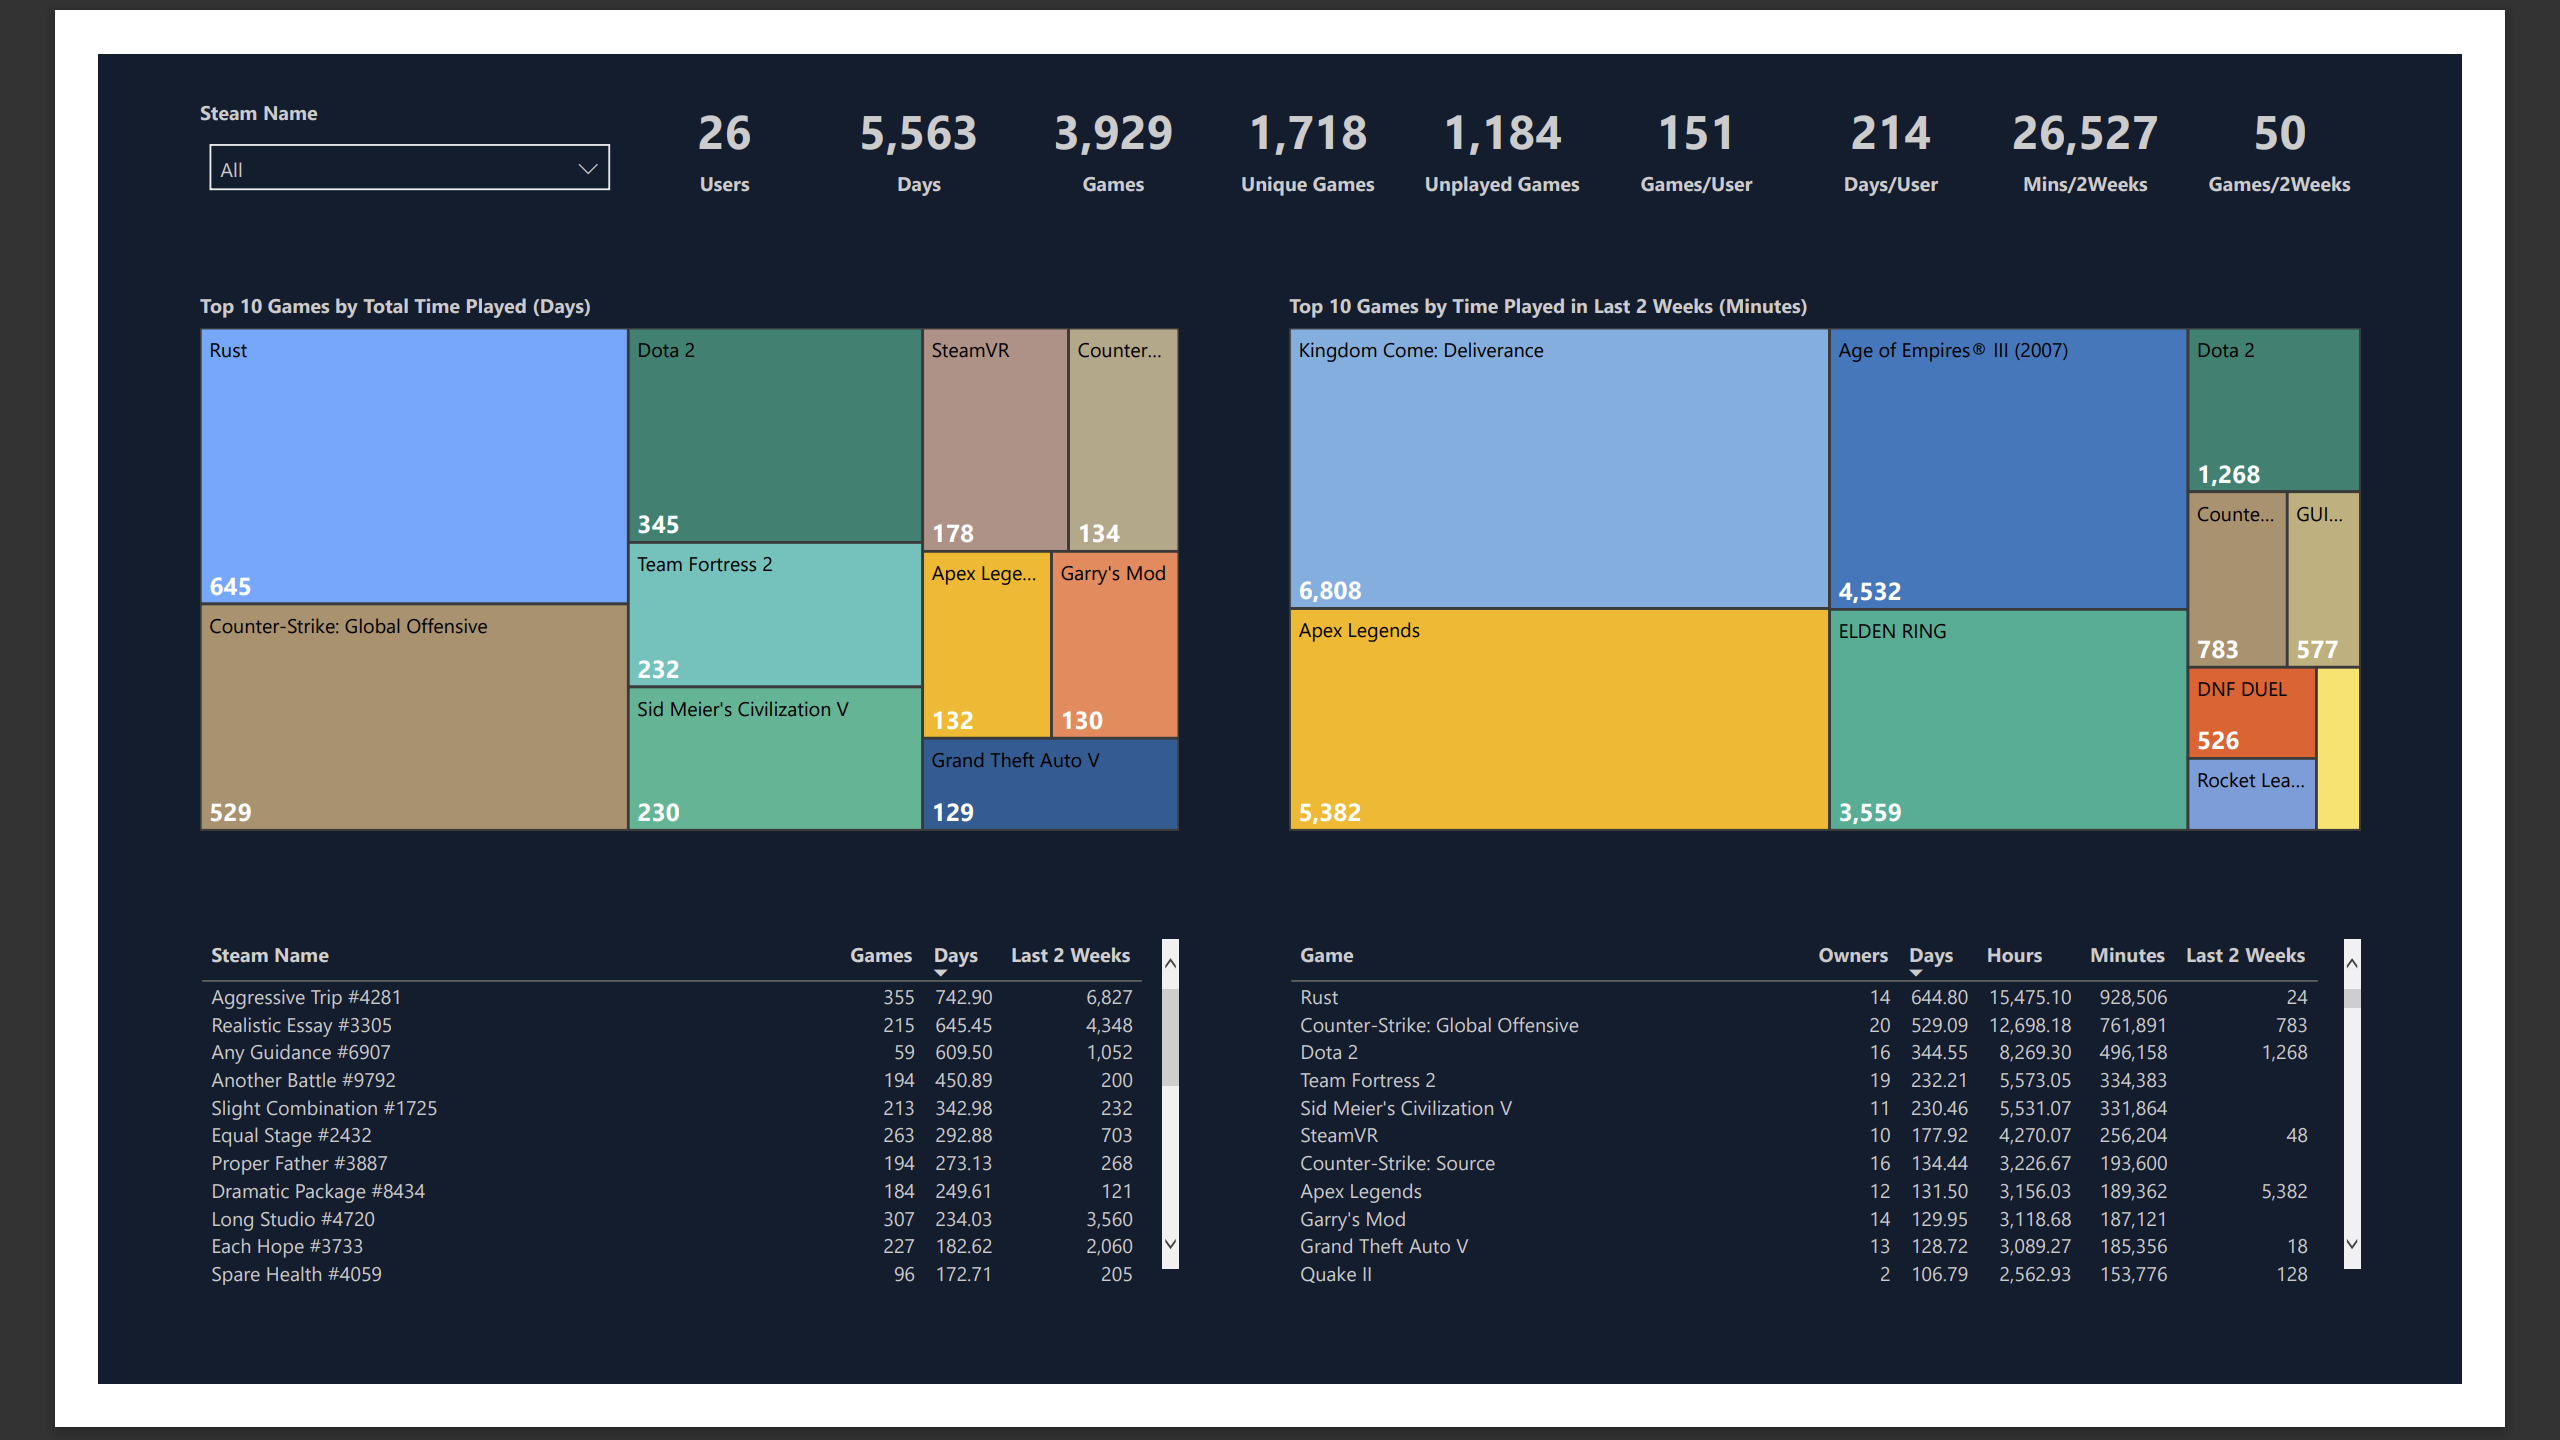 Steam Name
All
26 5,563 3,929 1,718 1,184 151 214 26,527 50
Users Days Games Unique Games Unplayed Games Games/User Days/User Mins/2Weeks Games/2Weeks
Top 10 Games by Total Time Played (Days)
Rust
645
Counter-Strike: Global Offensive
529
Dota 2
345
Team Fortress 2
232
Sid Meier's Civilization V
230
SteamVR
178
Counter...
134
Apex Lege...
132
Garry's Mod
130
Grand Theft Auto V
129
Top 10 Games by Time Played in Last 2 Weeks (Minutes)
Kingdom Come: Deliverance
6,808
Apex Legends
5,382
Age of Empires® III (2007)
4,532
ELDEN RING
3,559
Dota 2
1,268
Counte...
783
GUI...
577
DNF DUEL
526
Rocket Lea...
Steam Name Games Days Last 2 Weeks
Aggressive Trip #4281 355 742.90 6,827
Realistic Essay #3305 215 645.45 4,348
Any Guidance #6907 59 609.50 1,052
Another Battle #9792 194 450.89 200
Slight Combination #1725 213 342.98 232
Equal Stage #2432 263 292.88 703
Proper Father #3887 194 273.13 268
Dramatic Package #8434 184 249.61 121
Long Studio #4720 307 234.03 3,560
Each Hope #3733 227 182.62 2,060
Spare Health #4059 96 172.71 205
Game Owners Days Hours Minutes Last 2 Weeks
Rust 14 644.80 15,475.10 928,506 24
Counter-Strike: Global Offensive 20 529.09 12,698.18 761,891 783
Dota 2 16 344.55 8,269.30 496,158 1,268
Team Fortress 2 19 232.21 5,573.05 334,383
Sid Meier's Civilization V 11 230.46 5,531.07 331,864
SteamVR 10 177.92 4,270.07 256,204 48
Counter-Strike: Source 16 134.44 3,226.67 193,600
Apex Legends 12 131.50 3,156.03 189,362 5,382
Garry's Mod 14 129.95 3,118.68 187,121
Grand Theft Auto V 13 128.72 3,089.27 185,356 18
Quake II 2 106.79 2,562.93 153,776 128